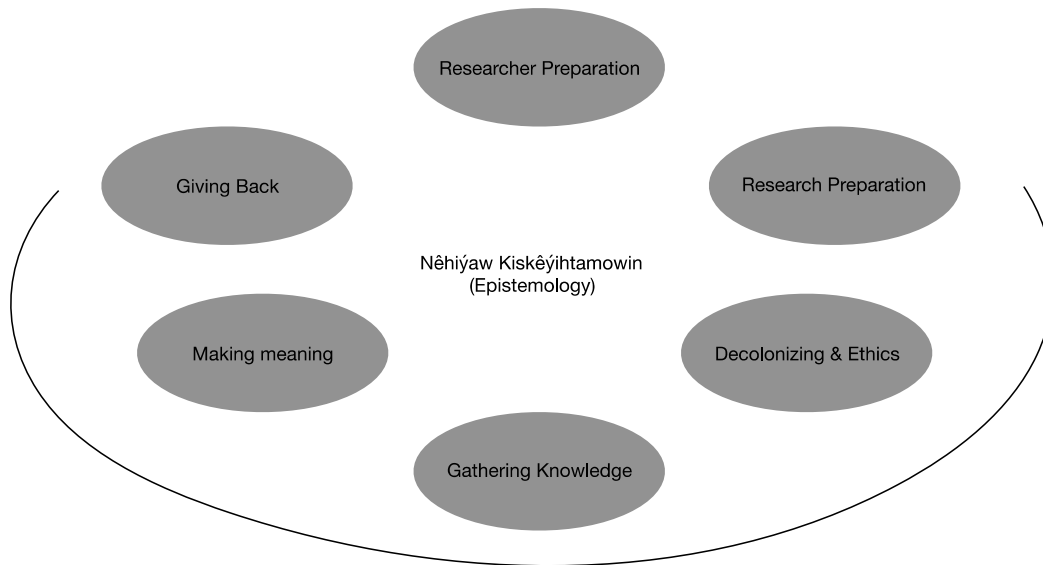 Researcher Preparation
Giving Back
Research Preparation
Nêhiýaw Kiskêýihtamowin
(Epistemology)
Making meaning
Decolonizing & Ethics
Gathering Knowledge